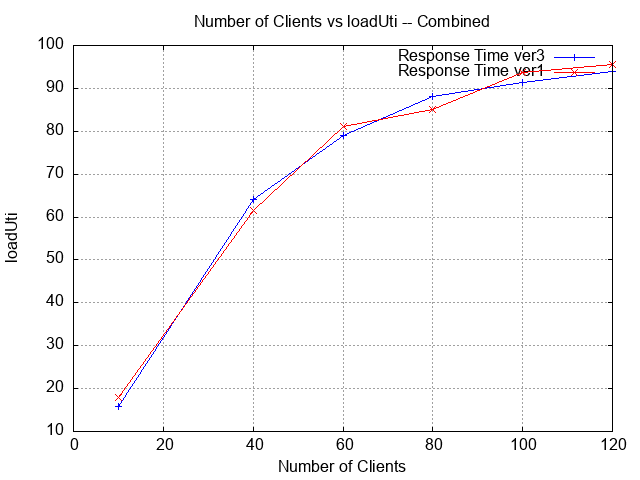 Number of Clients vs loadUti -- Combined
100
Response Time ver3
Response Time ver1
90
80
70
60
50
40
30
20
10
loadUti
0 20 40 60 80 100 120
Number of Clients